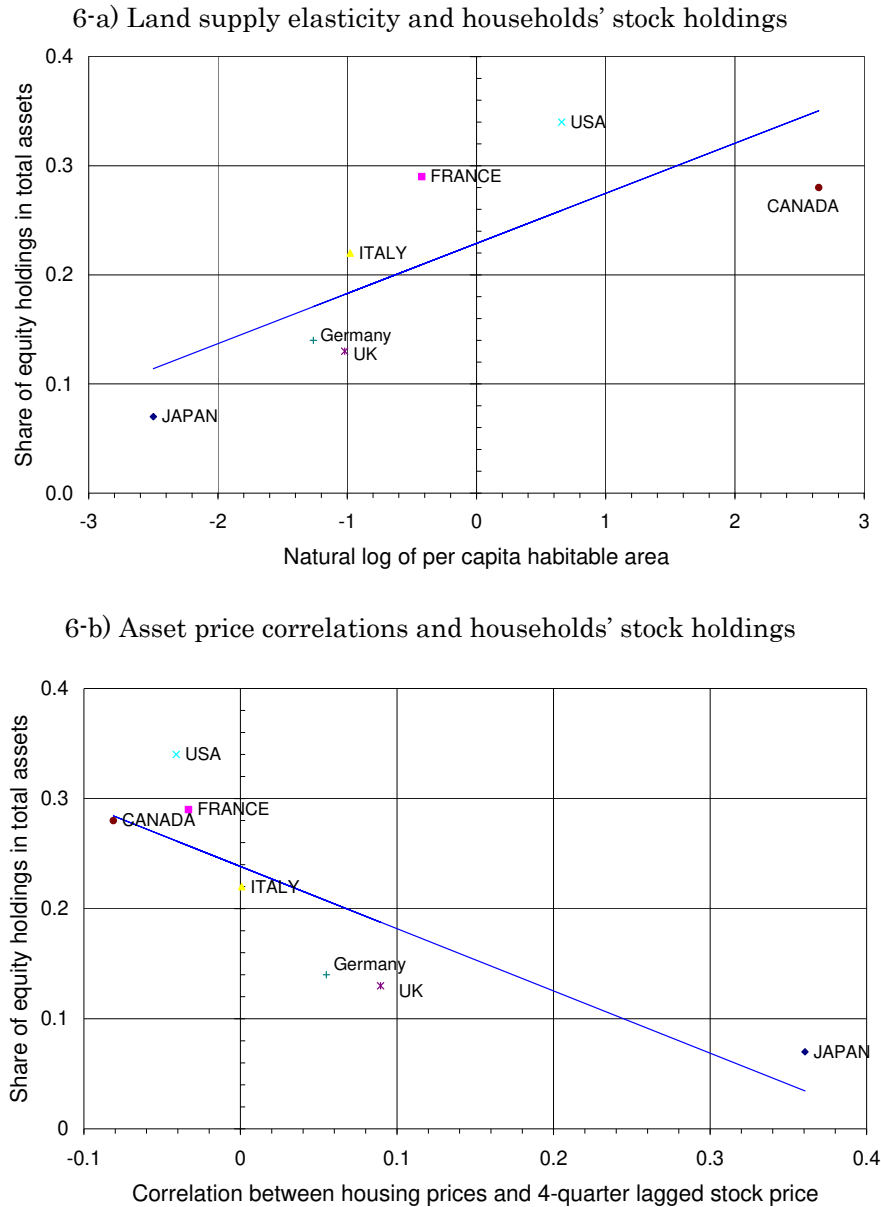 6-a) Land supply elasticity and households’ stock holdings
Share of equity holdings in total assets
0.4
0.3
0.2
0.1
0.0
USA
FRANCE
CANADA
ITALY
Germany
UK
JAPAN
-3 -2 -1 0 1 2 3
Natural log of per capita habitable area
6-b) Asset price correlations and households’ stock holdings
Share of equity holdings in total assets
0.4
0.3
0.2
0.1
0
USA
FRANCE
CANADA
ITALY
Germany
UK
JAPAN
-0.1 0 0.1 0.2 0.3 0.4
Correlation between housing prices and 4-quarter lagged stock price